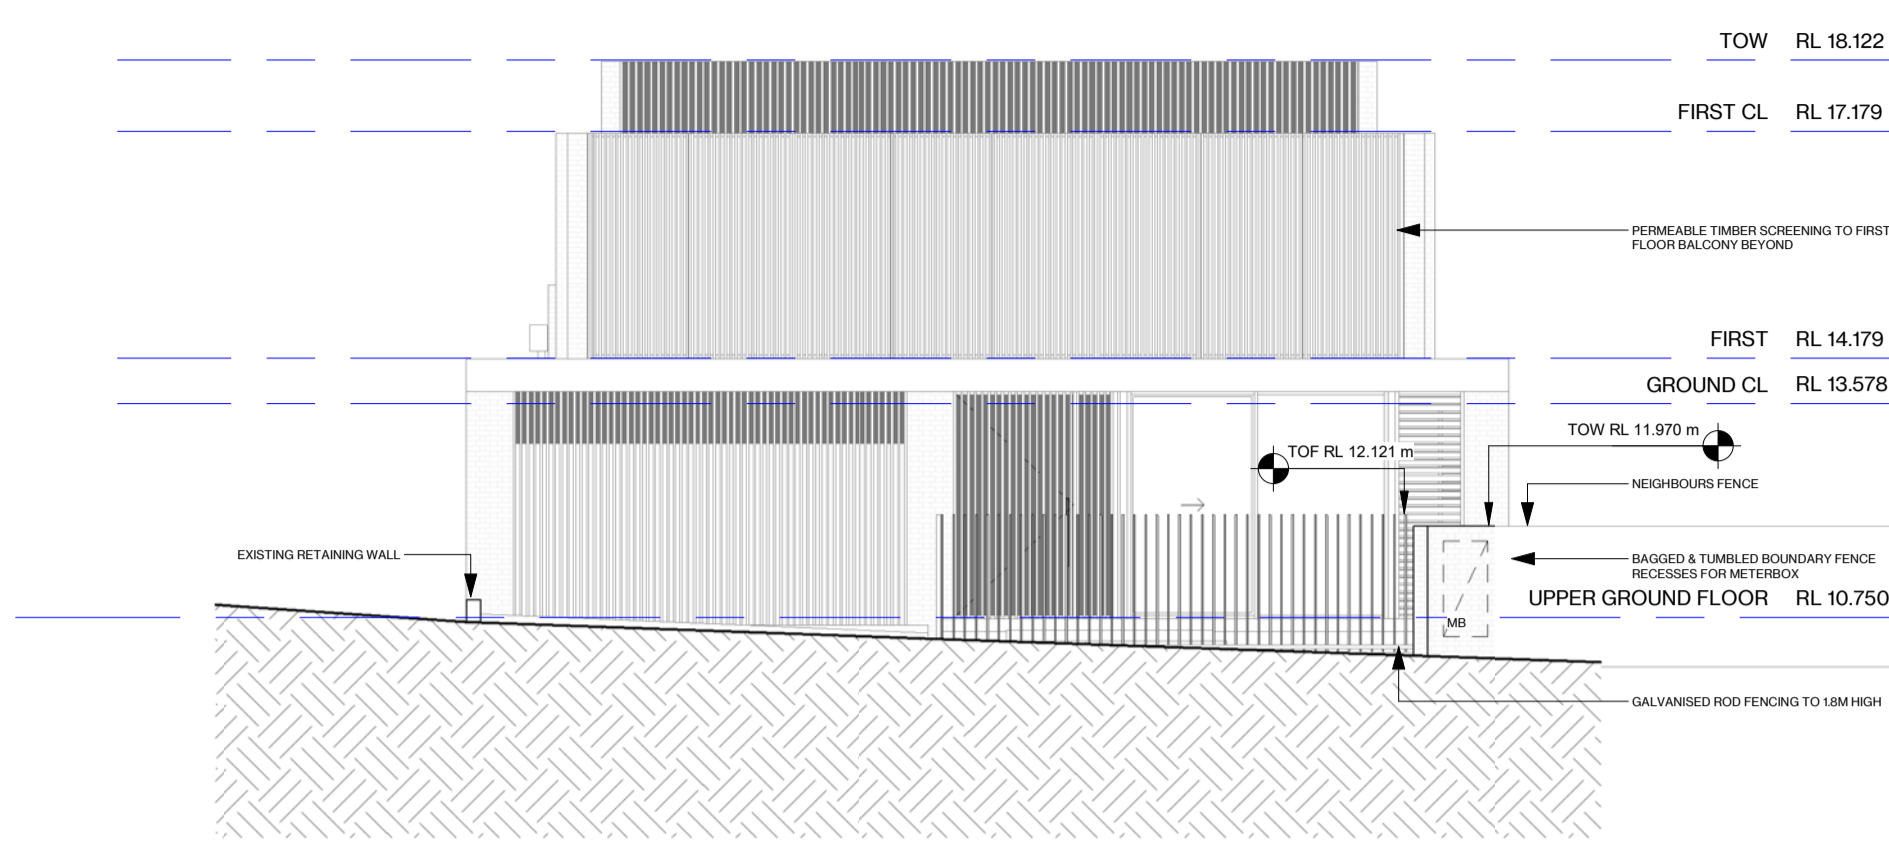 TOW RL 18.122
FIRST CL RL 17.179
PERMEABLE TIMBER SCREENING TO FIRST
FLOOR BALCONY BEYOND
FIRST RL 14.179
GROUND CL RL 13.578
TOW RL 11.970 m
TOF RL 12.121 m
NEIGHBOURS FENCE
EXISTING RETAINING WALL
BAGGED & TUMBLED BOUNDARY FENCE
RECESSES FOR METERBOX
UPPER GROUND FLOOR RL 10.750
MB
GALVANISED ROD FENCING TO 1.8M HIGH